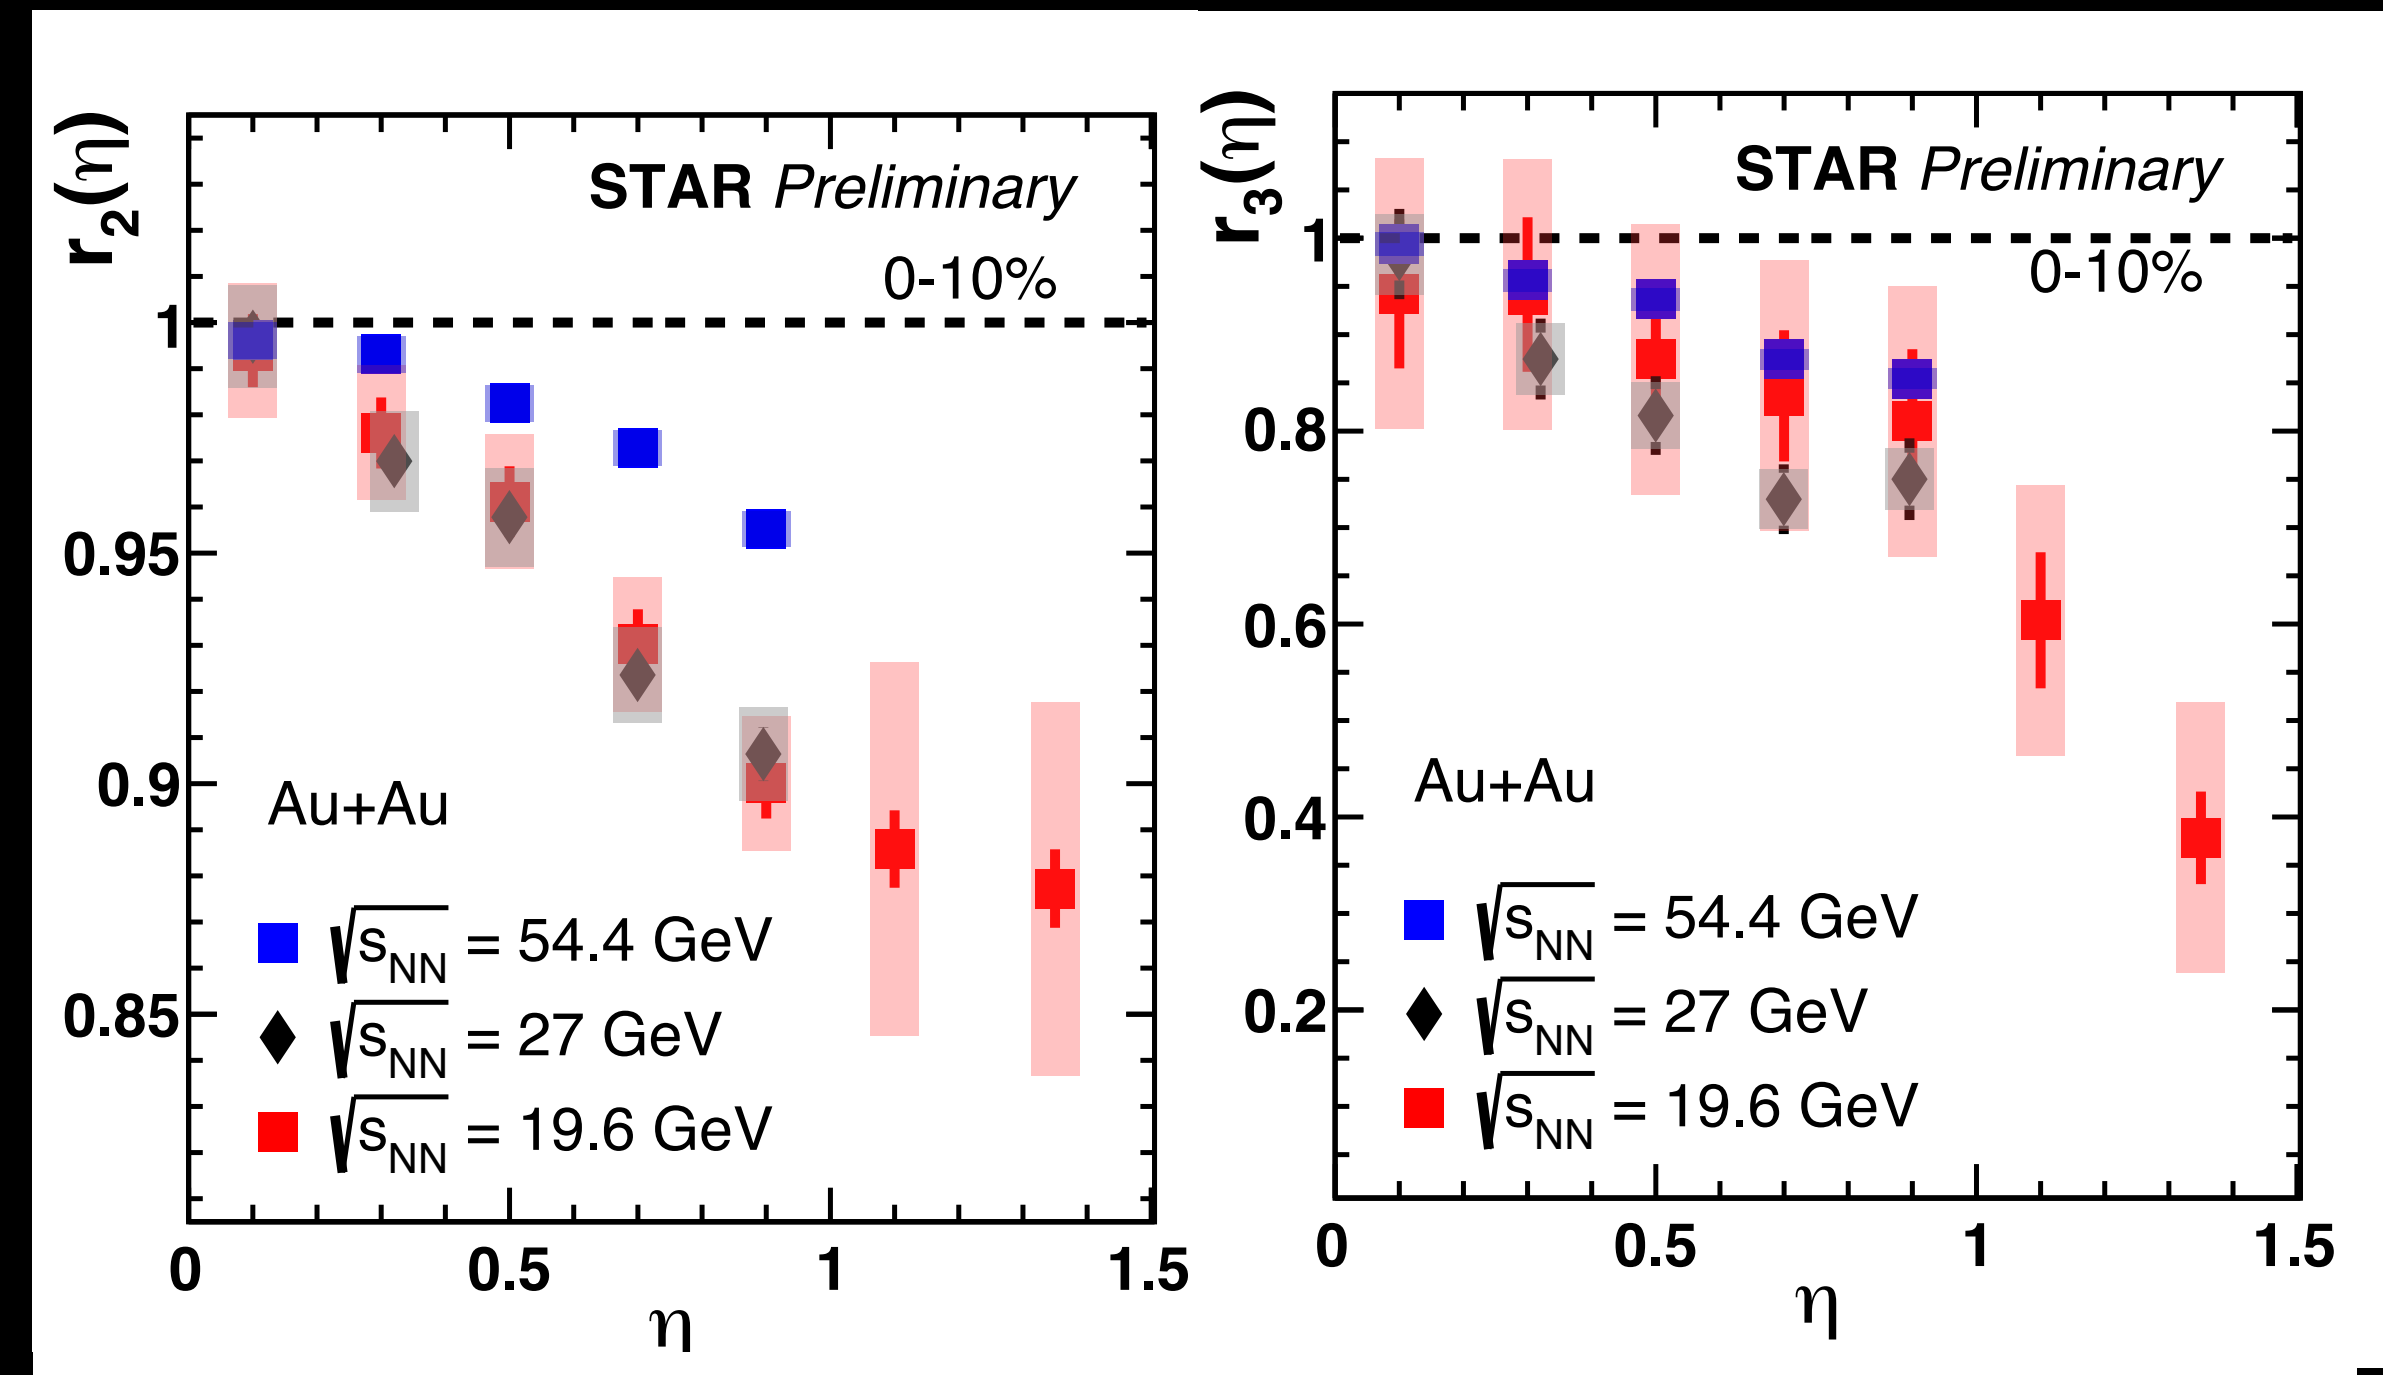 r2(η)
STAR Preliminary
0-10%
1
0.95
0.9
0.85
Au+Au
√sNN = 54.4 GeV
√sNN = 27 GeV
√sNN = 19.6 GeV
0 0.5 1 1.5
η
r3(η)
STAR Preliminary
0-10%
1
0.8
0.6
0.4
0.2
Au+Au
√sNN = 54.4 GeV
√sNN = 27 GeV
√sNN = 19.6 GeV
0 0.5 1 1.5
η